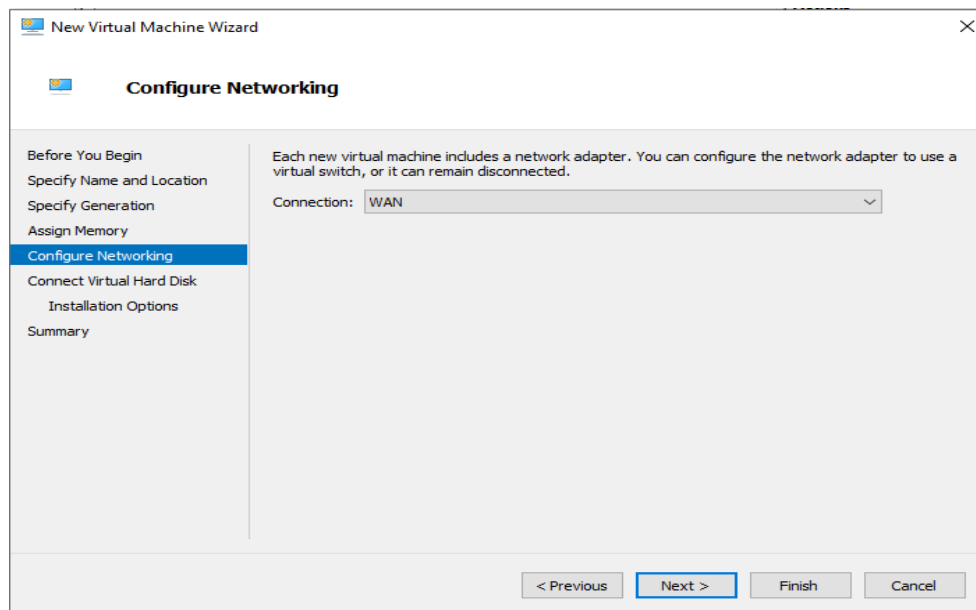 New Virtual Machine Wizard
Configure Networking
Before You Begin
Specify Name and Location
Specify Generation
Assign Memory
Configure Networking
Connect Virtual Hard Disk
Installation Options
Summary
Each new virtual machine includes a network adapter. You can configure the network adapter to use a
virtual switch, or it can remain disconnected.
Connection: WAN
< Previous
Next >
Finish
Cancel